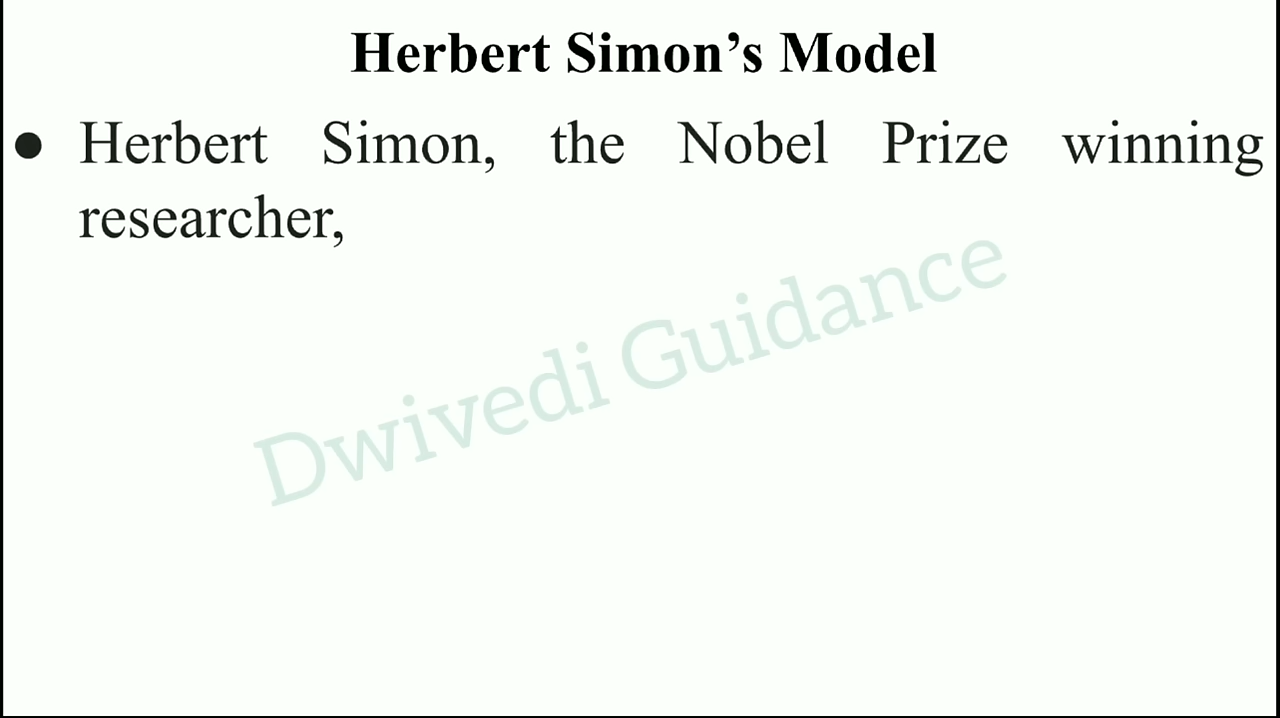 Herbert Simon’s Model
● Herbert Simon, the Nobel Prize winning
researcher,
Dwivedi Guidance